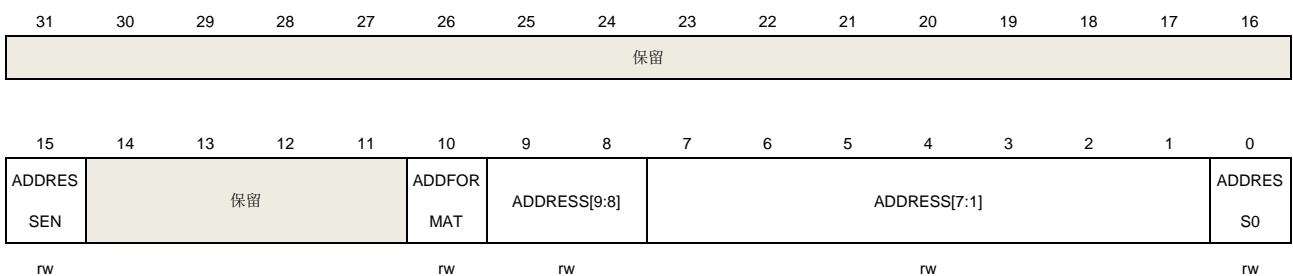 31 30 29 28 27 26 25 24 23 22 21 20 19 18 17 16
保留
15 14 13 12 11 10 9 8 7 6 5 4 3 2 1 0
ADDRES
SEN
保留
ADDFOR
MAT
ADDRESS[9:8]
ADDRESS[7:1]
ADDRES
S0
rw rw rw rw rw